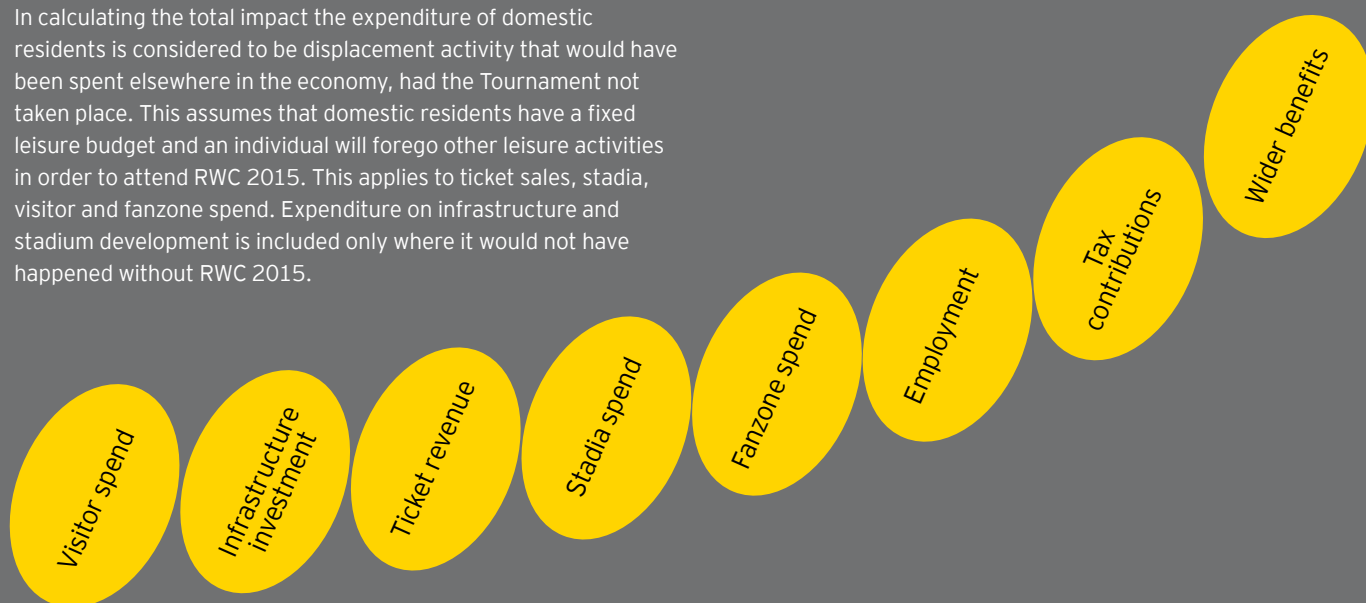 In calculating the total impact the expenditure of domestic
residents is considered to be displacement activity that would have
been spent elsewhere in the economy, had the Tournament not
taken place. This assumes that domestic residents have a fixed
leisure budget and an individual will forego other leisure activities
in order to attend RWC 2015. This applies to ticket sales, stadia,
visitor and fanzone spend. Expenditure on infrastructure and
stadium development is included only where it would not have
happened without RWC 2015.
Visitor spend
Infrastructure
investment
Ticket revenue
Stadia spend
Fanzone spend
Employment
Tax
contributions
Wider benefits